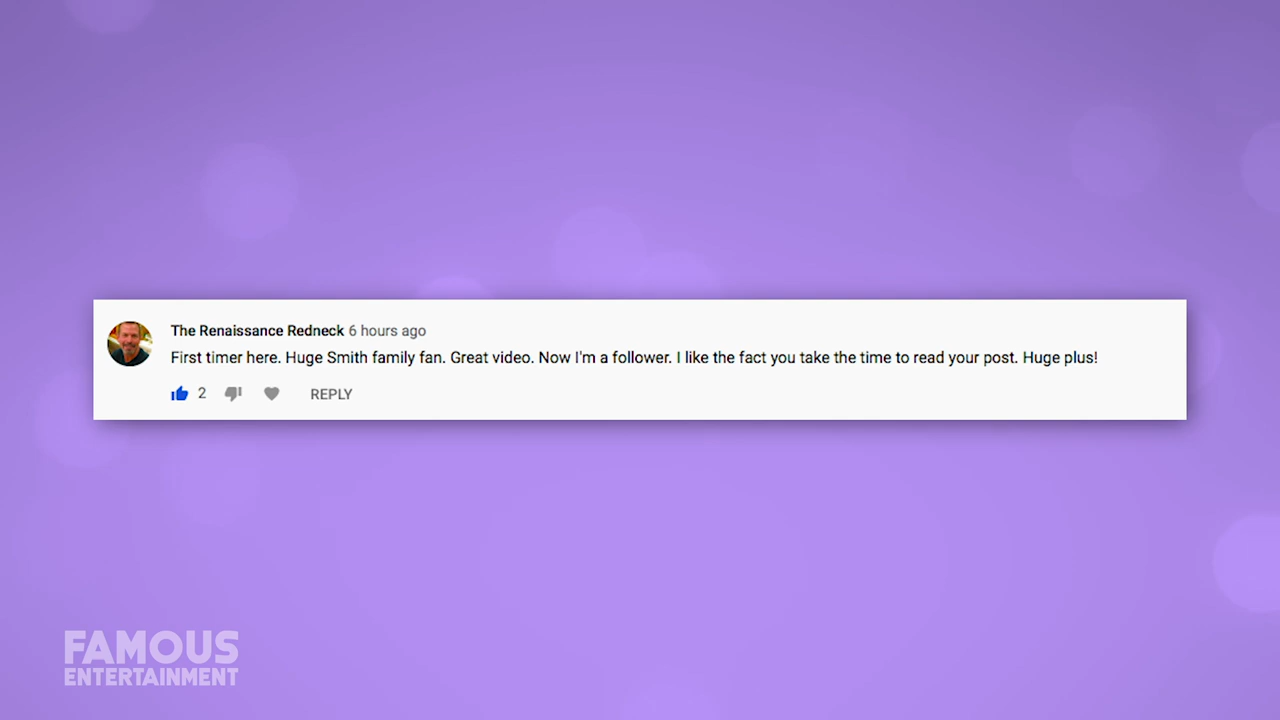 The Renaissance Redneck 6 hours ago
First timer here. Huge Smith family fan. Great video. Now I'm a follower. I like the fact you take the time to read your post. Huge plus!
2 REPLY
FAMOUS
ENTERTAINMENT